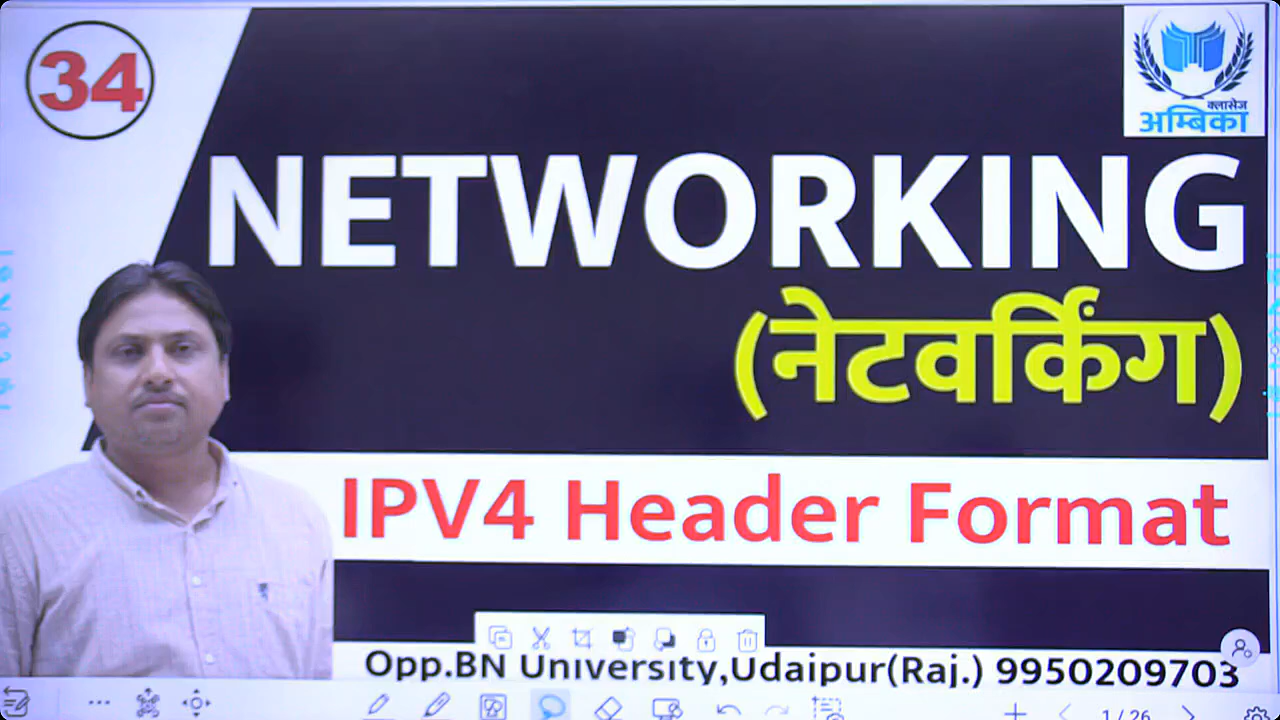 34
क्लासेज
अम्बिका
NETWORKING
(नेटवर्किंग)
IPV4 Header Format
Opp.BN University,Udaipur(Raj.) 9950209703
1 / 26